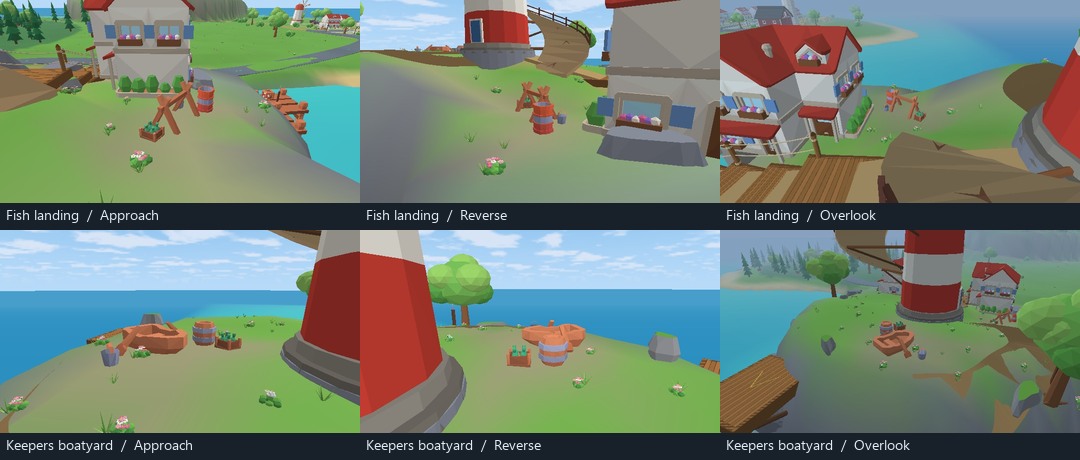 Fish landing / Approach
Fish landing / Reverse
Fish landing / Overlook
Keepers boatyard / Approach
Keepers boatyard / Reverse
Keepers boatyard / Overlook